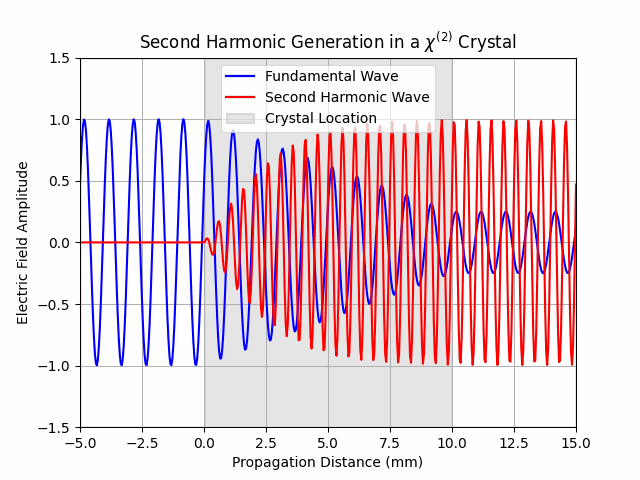 Second Harmonic Generation in a χ⁽²⁾ Crystal
Fundamental Wave
Second Harmonic Wave
Crystal Location
Electric Field Amplitude
1.5
1.0
0.5
0.0
−0.5
−1.0
−1.5
−5.0 −2.5 0.0 2.5 5.0 7.5 10.0 12.5 15.0
Propagation Distance (mm)